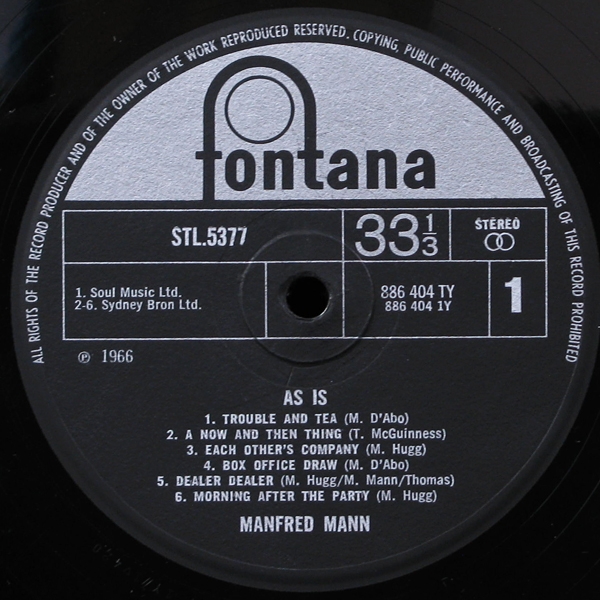 ALL RIGHTS OF THE RECORD PRODUCER AND OF THE OWNER OF THE WORK REPRODUCED RESERVED. COPYING, PUBLIC PERFORMANCE AND BROADCASTING OF THIS RECORD PROHIBITED
fontana
STL.5377
33 1/3
STEREO
1. Soul Music Ltd.
2-6. Sydney Bron Ltd.
886 404 TY
886 404 1Y
1
℗ 1966
AS IS
1. TROUBLE AND TEA (M. D'Abo)
2. A NOW AND THEN THING (T. McGuinness)
3. EACH OTHER'S COMPANY (M. Hugg)
4. BOX OFFICE DRAW (M. D'Abo)
5. DEALER DEALER (M. Hugg/M. Mann/Thomas)
6. MORNING AFTER THE PARTY (M. Hugg)
MANFRED MANN